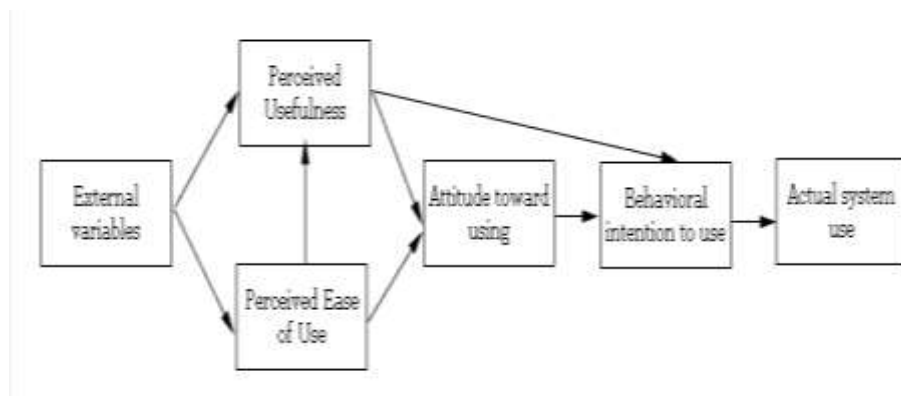 Perceived
Usefulness
External
variables
Attitude toward
using
Behavioral
intention to use
Actual system
use
Perceived Ease
of Use